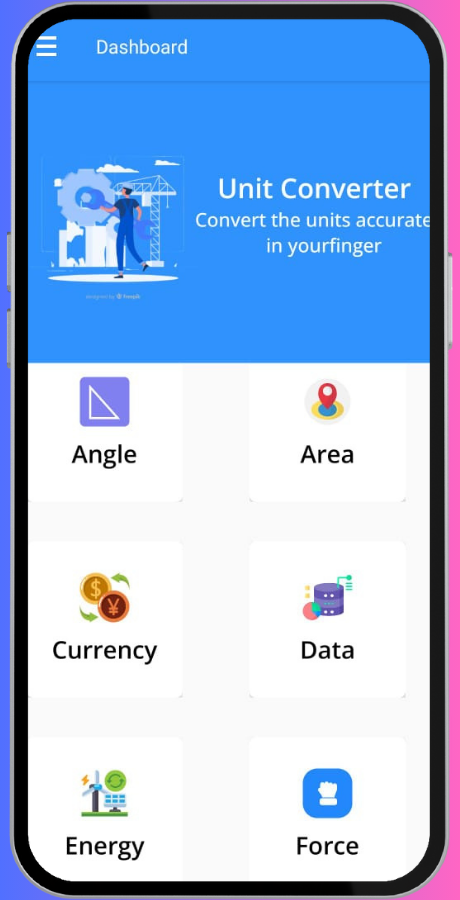 Dashboard
Unit Converter
Convert the units accurate
in yourfinger
designed by freepik
Angle
Area
Currency
Data
Energy
Force